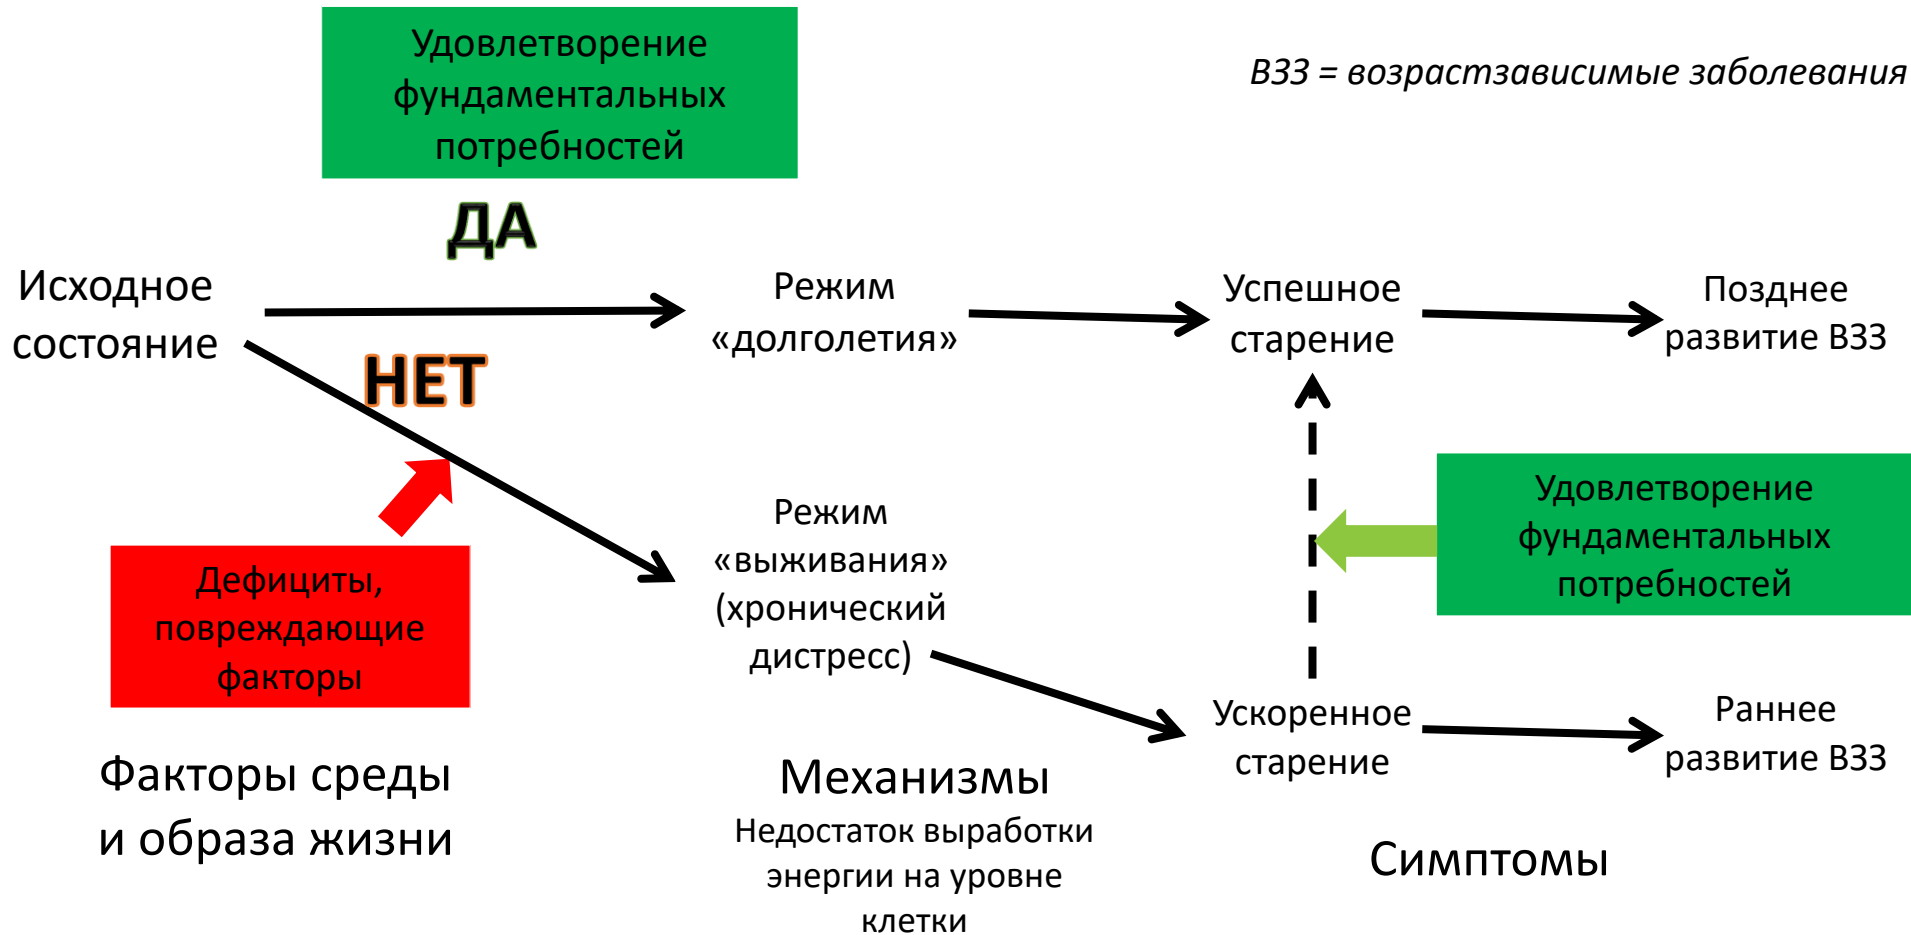 Удовлетворение
фундаментальных
потребностей
ВЗЗ = возрастзависимые заболевания
ДА
Исходное
состояние
Режим
«долголетия»
Успешное
старение
Позднее
развитие ВЗЗ
НЕТ
Дефициты,
повреждающие
факторы
Режим
«выживания»
(хронический
дистресс)
Удовлетворение
фундаментальных
потребностей
Ускоренное
старение
Раннее
развитие ВЗЗ
Факторы среды
и образа жизни
Механизмы
Недостаток выработки
энергии на уровне
клетки
Симптомы